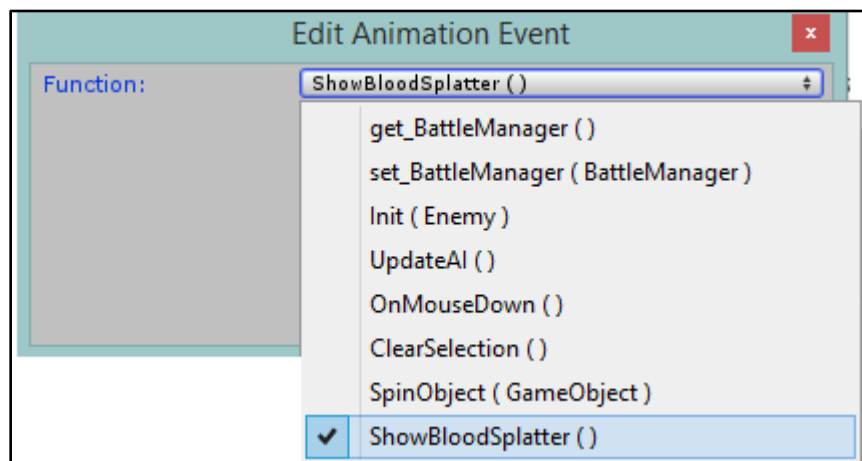 Edit Animation Event
x
Function:
ShowBloodSplatter ( )
get_BattleManager ( )
set_BattleManager ( BattleManager )
Init ( Enemy )
UpdateAI ( )
OnMouseDown ( )
ClearSelection ( )
SpinObject ( GameObject )
ShowBloodSplatter ( )